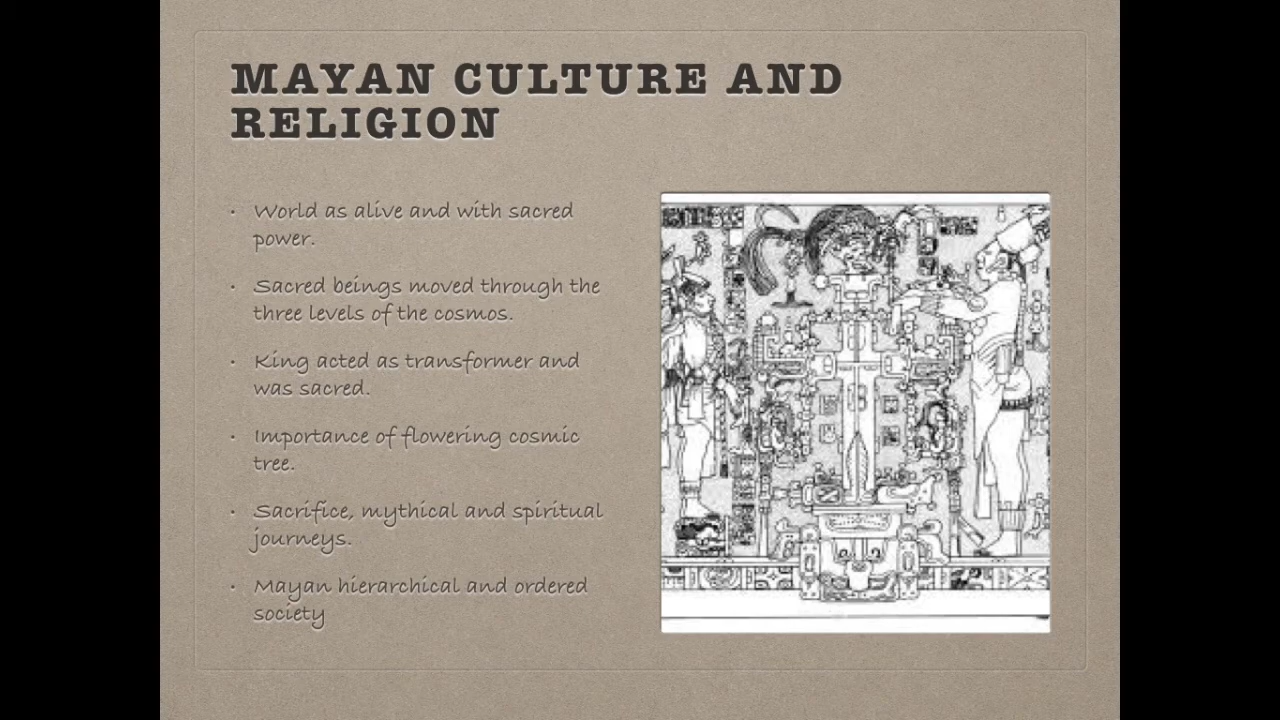 MAYAN CULTURE AND
RELIGION
• World as alive and with sacred
power.
• Sacred beings moved through the
three levels of the cosmos.
• King acted as transformer and
was sacred.
• Importance of flowering cosmic
tree.
• Sacrifice, mythical and spiritual
journeys.
• Mayan hierarchical and ordered
society